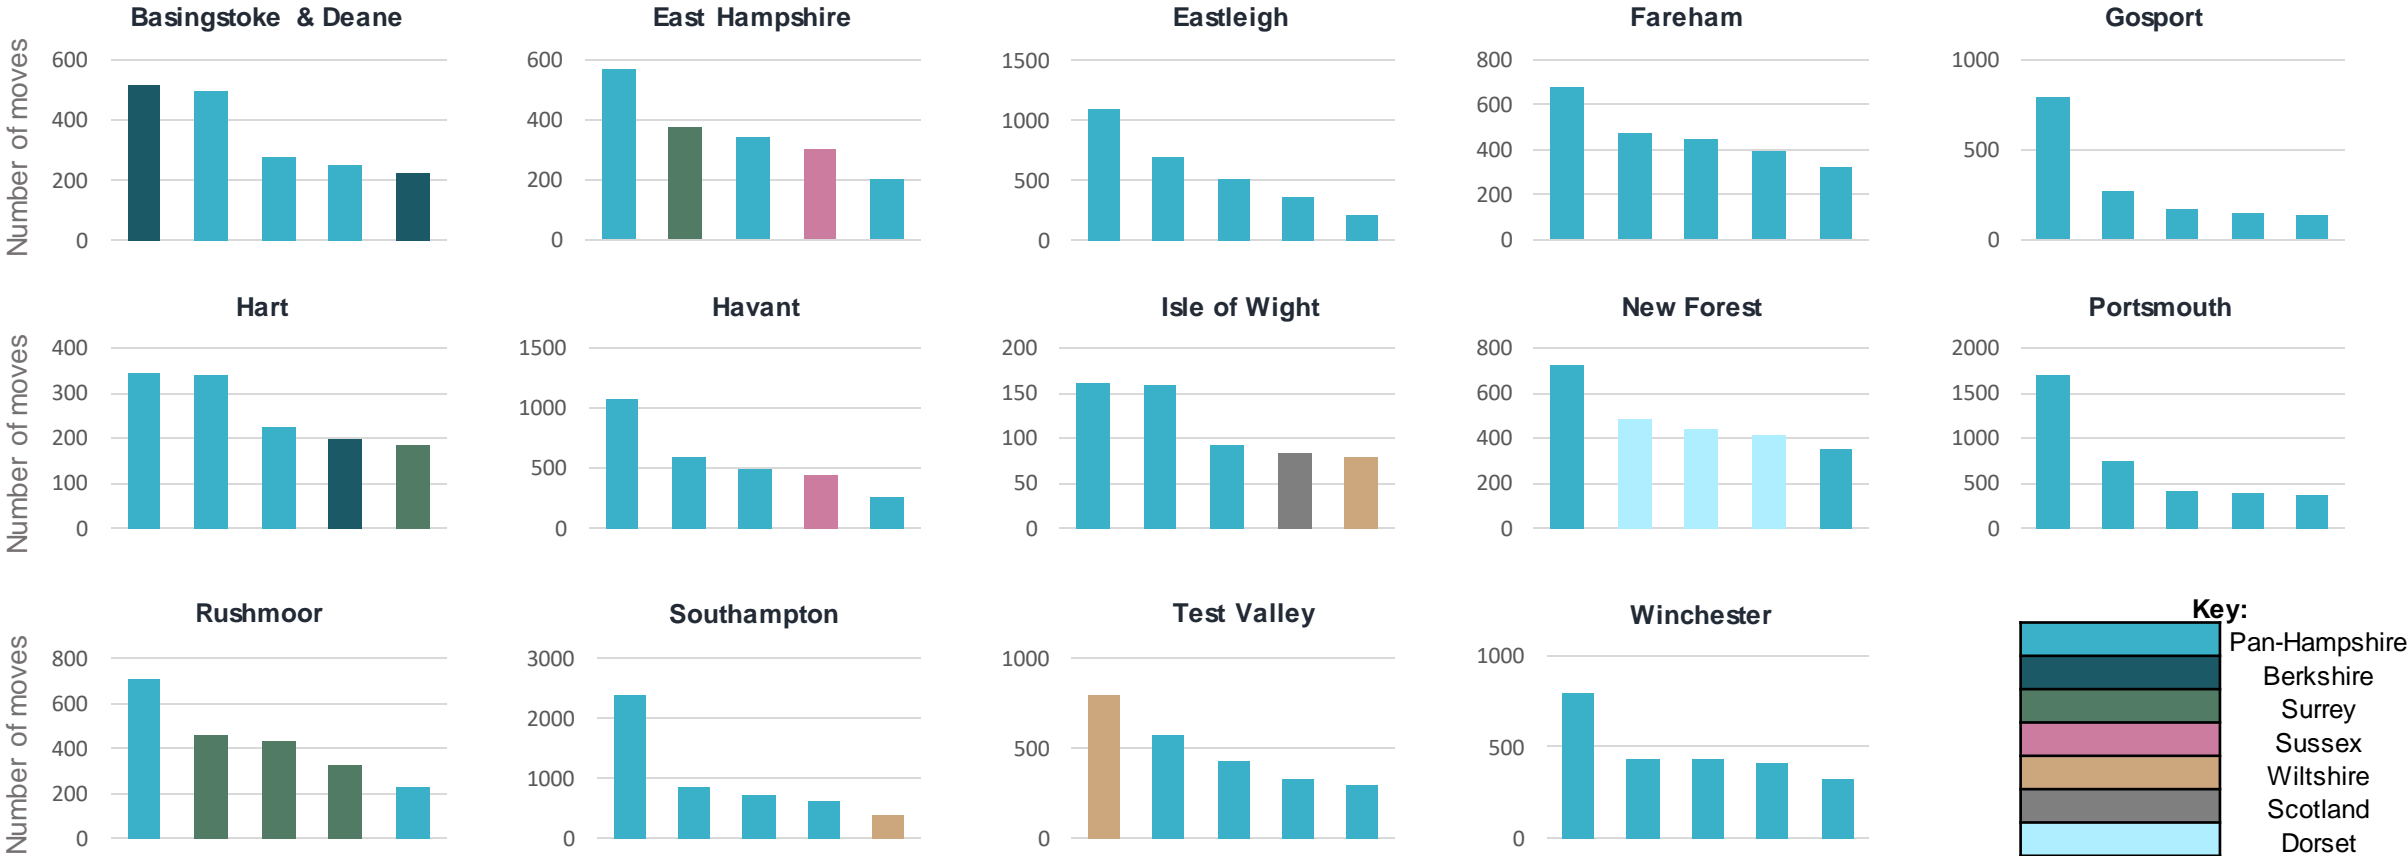 Basingstoke & Deane
Number of moves
600
400
200
0
East Hampshire
600
400
200
0
Eastleigh
1500
1000
500
0
Fareham
800
600
400
200
0
Gosport
1000
500
0
Hart
Number of moves
400
300
200
100
0
Havant
1500
1000
500
0
Isle of Wight
200
150
100
50
0
New Forest
800
600
400
200
0
Portsmouth
2000
1500
1000
500
0
Rushmoor
Number of moves
800
600
400
200
0
Southampton
3000
2000
1000
0
Test Valley
1000
500
0
Winchester
1000
500
0
Key:
Pan-Hampshire
Berkshire
Surrey
Sussex
Wiltshire
Scotland
Dorset